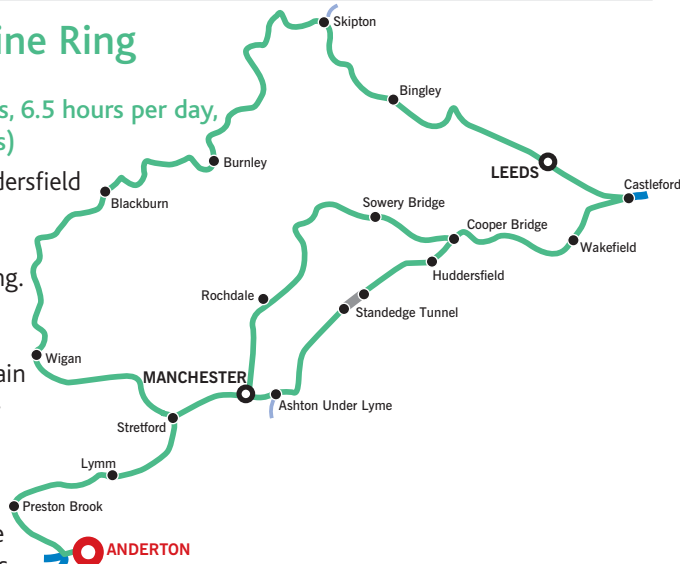 ine Ring
s, 6.5 hours per day,
s)
dersfield
ng.
ain
e
Skipton
Bingley
Burnley
LEEDS
Castleford
Blackburn
Sowery Bridge
Cooper Bridge
Wakefield
Huddersfield
Rochdale
Standedge Tunnel
Wigan
MANCHESTER
Ashton Under Lyme
Stretford
Lymm
Preston Brook
ANDERTON